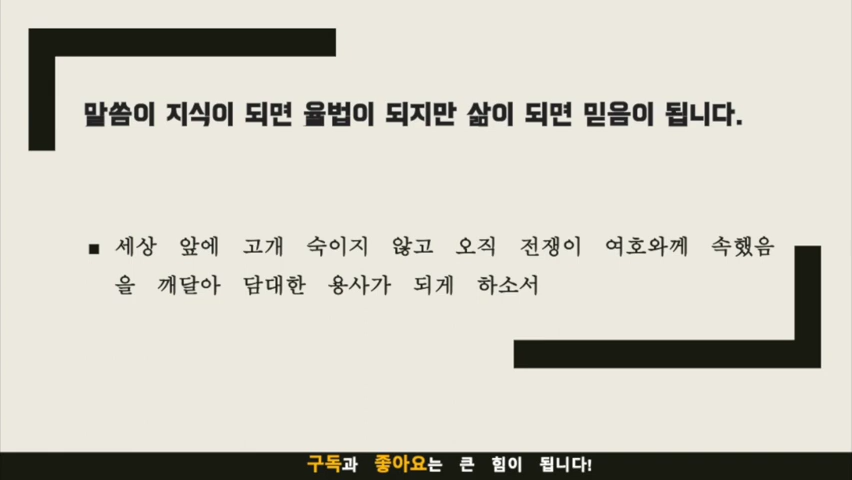 말씀이 지식이 되면 율법이 되지만 삶이 되면 믿음이 됩니다.
■ 세상 앞에 고개 숙이지 않고 오직 전쟁이 여호와께 속했음
을 깨달아 담대한 용사가 되게 하소서
구독과 좋아요는 큰 힘이 됩니다!